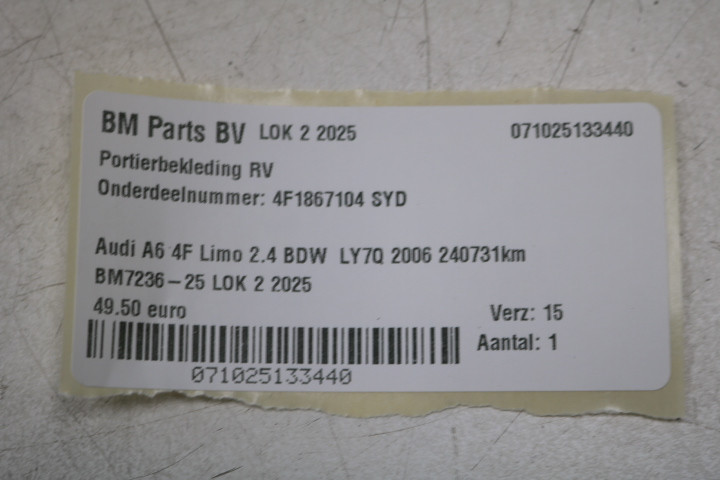 BM Parts BV LOK 2 2025 071025133440
Portierbekleding RV
Onderdeelnummer: 4F1867104 SYD
Audi A6 4F Limo 2.4 BDW LY7Q 2006 240731km
BM7236-25 LOK 2 2025
49.50 euro Verz: 15
Aantal: 1
071025133440